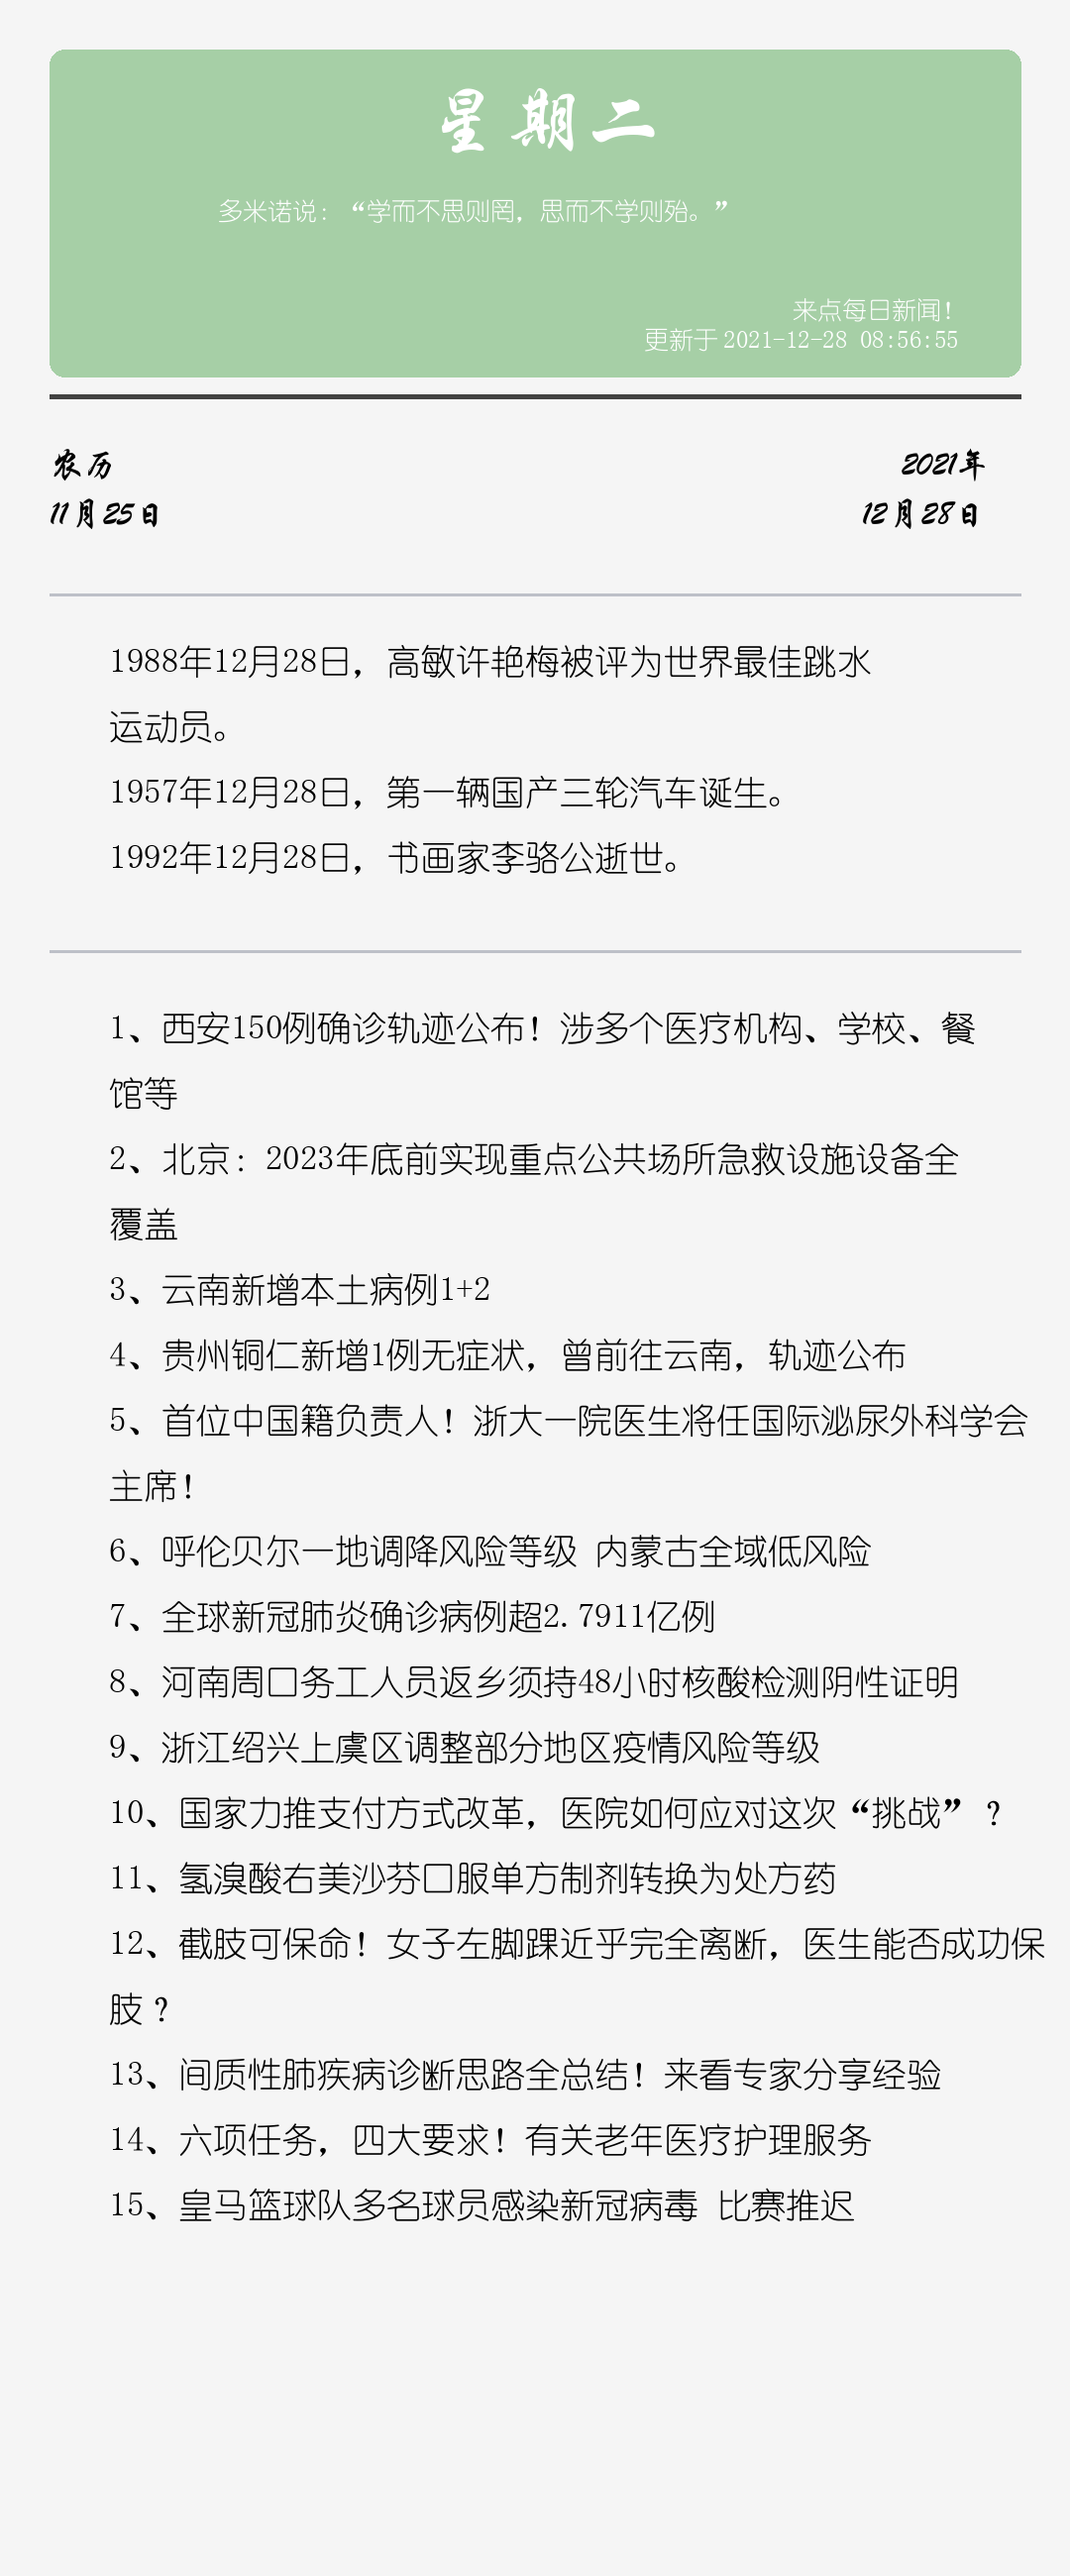 星期二
多米诺说：“学而不思则罔，思而不学则殆。”
来点每日新闻！
更新于 2021-12-28 08:56:55
农历
2021年
11月25日
12月28日
1988年12月28日，高敏许艳梅被评为世界最佳跳水
运动员。
1957年12月28日，第一辆国产三轮汽车诞生。
1992年12月28日，书画家李骆公逝世。
1、西安150例确诊轨迹公布！涉多个医疗机构、学校、餐
馆等
2、北京：2023年底前实现重点公共场所急救设施设备全
覆盖
3、云南新增本土病例1+2
4、贵州铜仁新增1例无症状，曾前往云南，轨迹公布
5、首位中国籍负责人！浙大一院医生将任国际泌尿外科学会
主席！
6、呼伦贝尔一地调降风险等级 内蒙古全域低风险
7、全球新冠肺炎确诊病例超2.7911亿例
8、河南周口务工人员返乡须持48小时核酸检测阴性证明
9、浙江绍兴上虞区调整部分地区疫情风险等级
10、国家力推支付方式改革，医院如何应对这次“挑战”？
11、氢溴酸右美沙芬口服单方制剂转换为处方药
12、截肢可保命！女子左脚踝近乎完全离断，医生能否成功保
肢？
13、间质性肺疾病诊断思路全总结！来看专家分享经验
14、六项任务，四大要求！有关老年医疗护理服务
15、皇马篮球队多名球员感染新冠病毒 比赛推迟